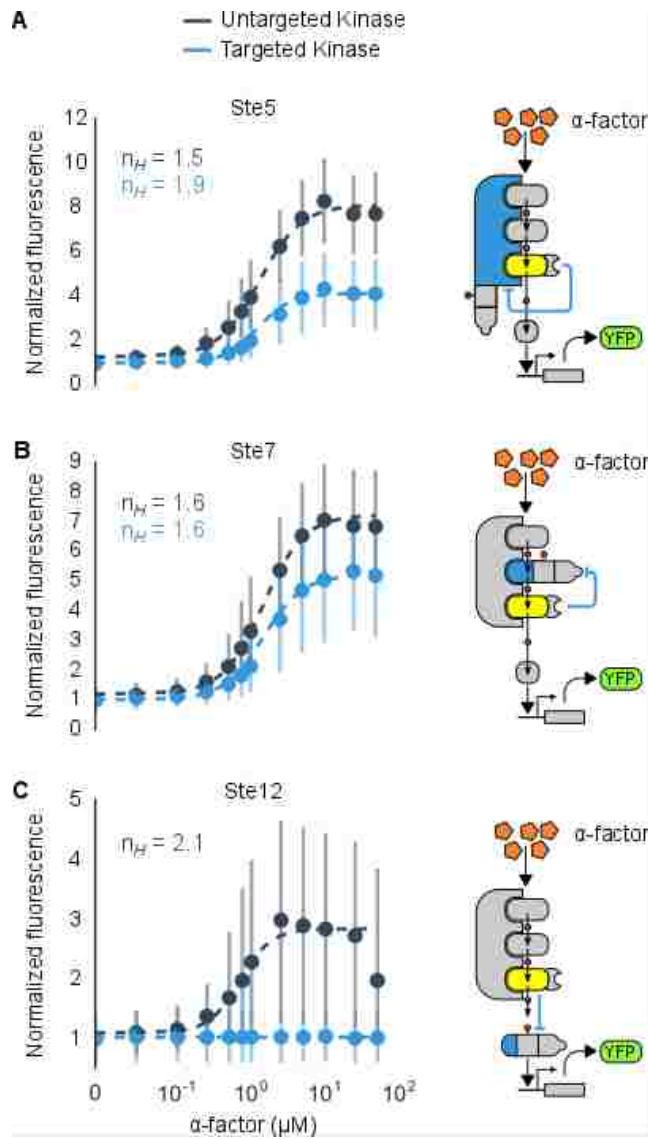 A
Untargeted Kinase
Targeted Kinase
Ste5
Normalized fluorescence
12
10
8
6
4
2
0
nH = 1.5
nH = 1.9
α-factor
YFP
B
Ste7
Normalized fluorescence
9
8
7
6
5
4
3
2
1
0
nH = 1.6
nH = 1.6
α-factor
YFP
C
Ste12
Normalized fluorescence
5
4
3
2
1
nH = 2.1
0
10⁻¹
10⁰
10¹
10²
α-factor (μM)
α-factor
YFP